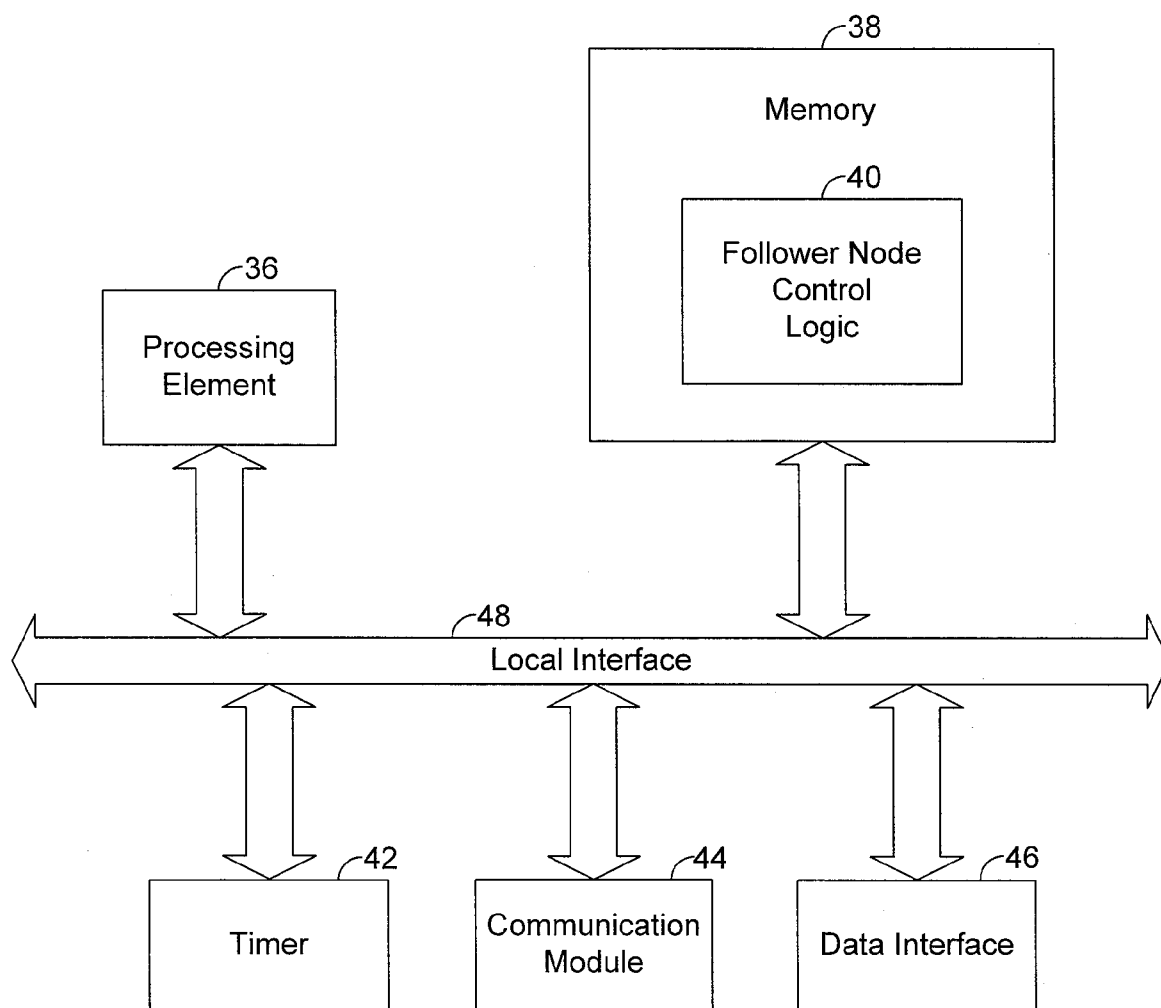 38
Memory
40
Follower Node
Control
Logic
36
Processing
Element
48
Local Interface
42
Timer
44
Communication
Module
46
Data Interface